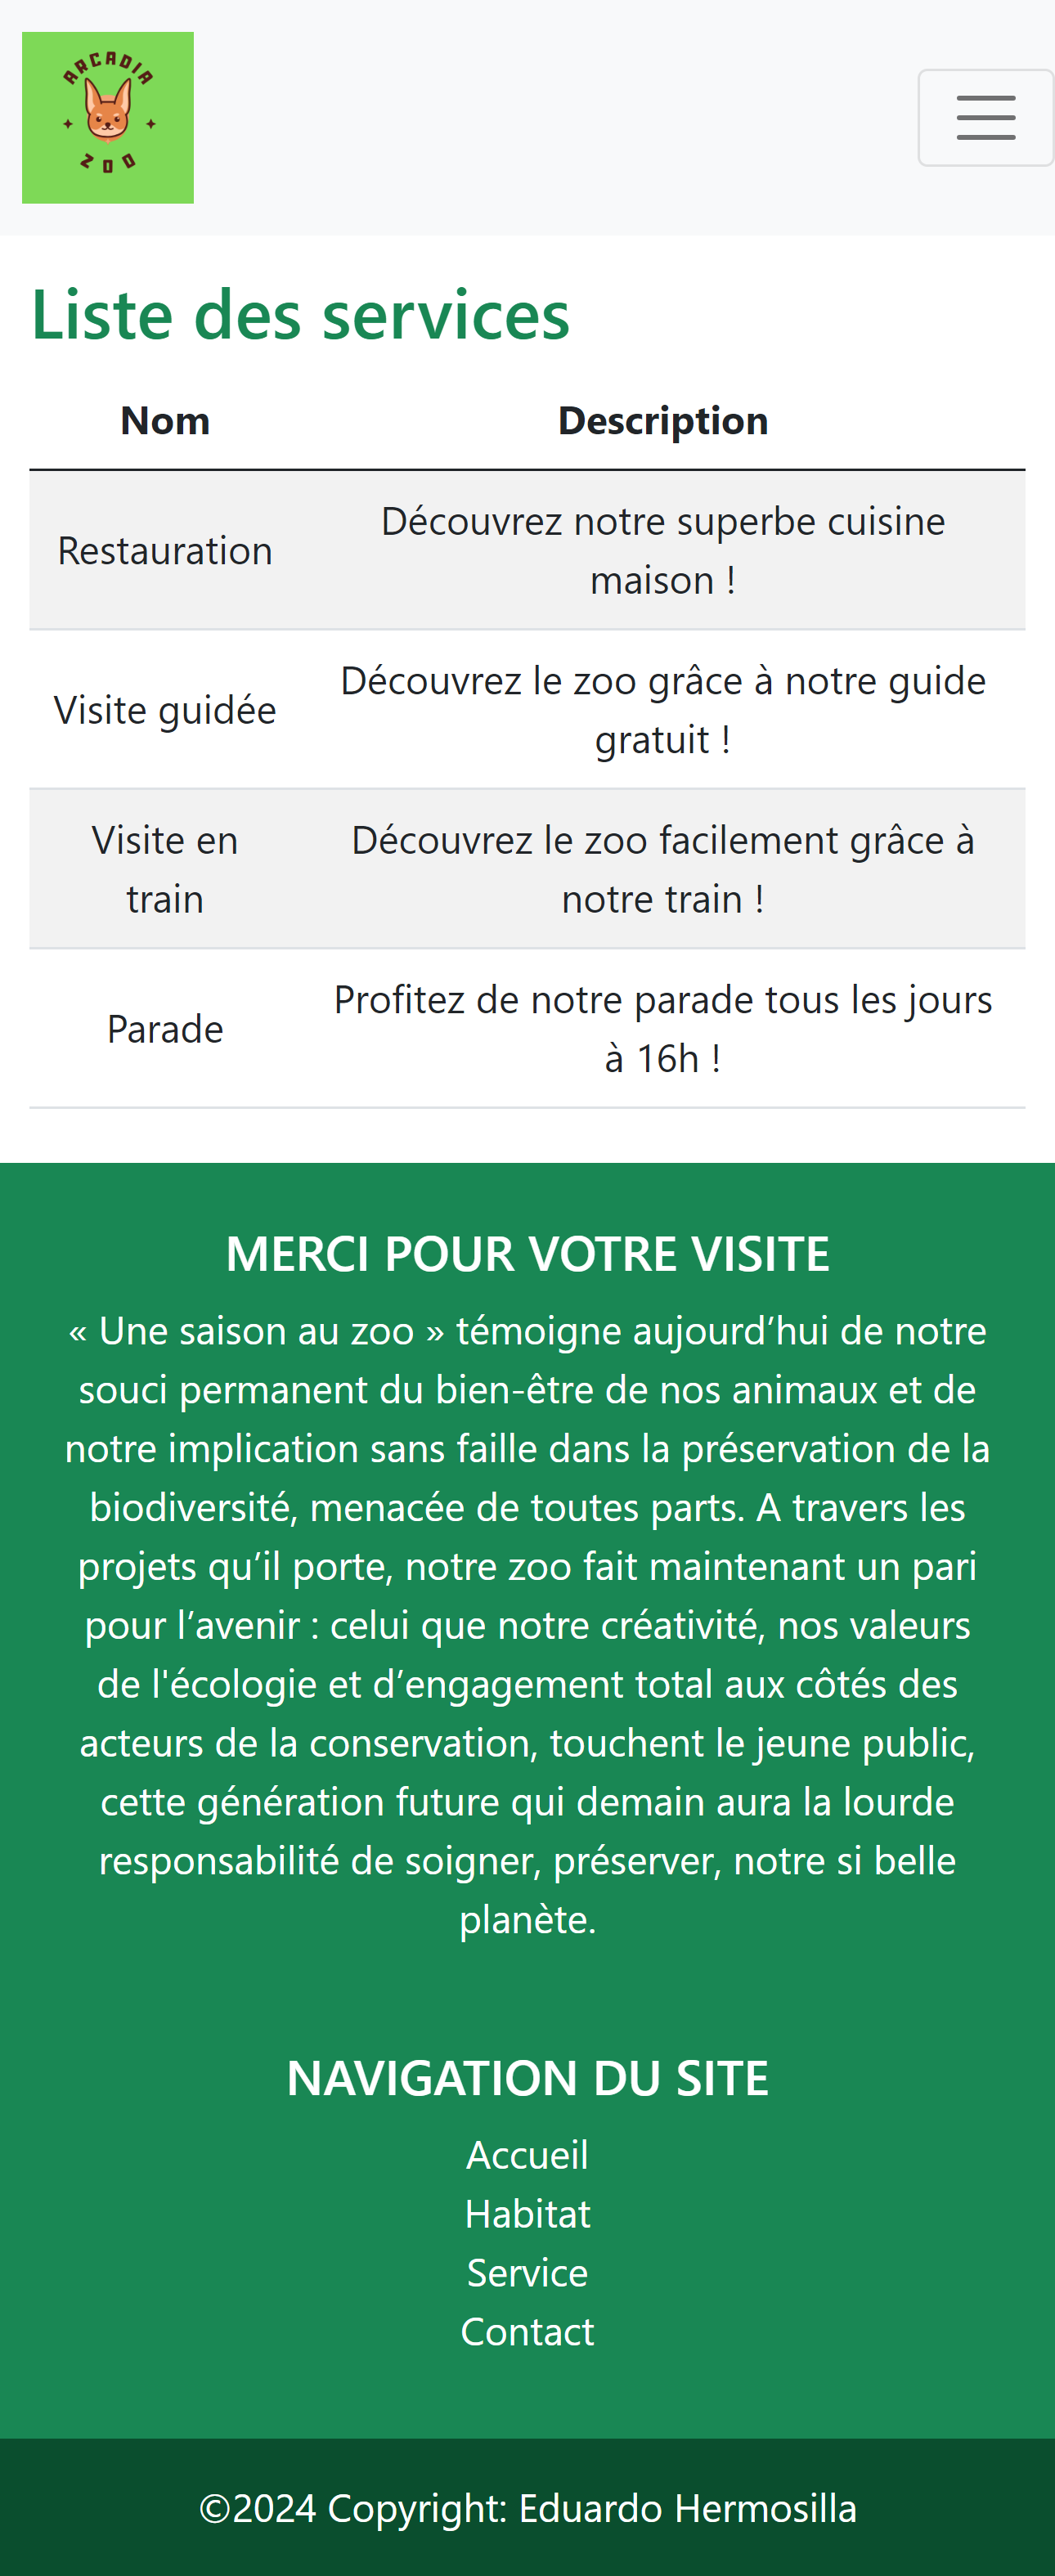 ARCADIA
ZOO
Liste des services
Nom Description
Restauration Découvrez notre superbe cuisine
maison !
Visite guidée Découvrez le zoo grâce à notre guide
gratuit !
Visite en
train
Découvrez le zoo facilement grâce à
notre train !
Parade Profitez de notre parade tous les jours
à 16h !
MERCI POUR VOTRE VISITE
« Une saison au zoo » témoigne aujourd’hui de notre
souci permanent du bien-être de nos animaux et de
notre implication sans faille dans la préservation de la
biodiversité, menacée de toutes parts. A travers les
projets qu’il porte, notre zoo fait maintenant un pari
pour l’avenir : celui que notre créativité, nos valeurs
de l'écologie et d’engagement total aux côtés des
acteurs de la conservation, touchent le jeune public,
cette génération future qui demain aura la lourde
responsabilité de soigner, préserver, notre si belle
planète.
NAVIGATION DU SITE
Accueil
Habitat
Service
Contact
©2024 Copyright: Eduardo Hermosilla